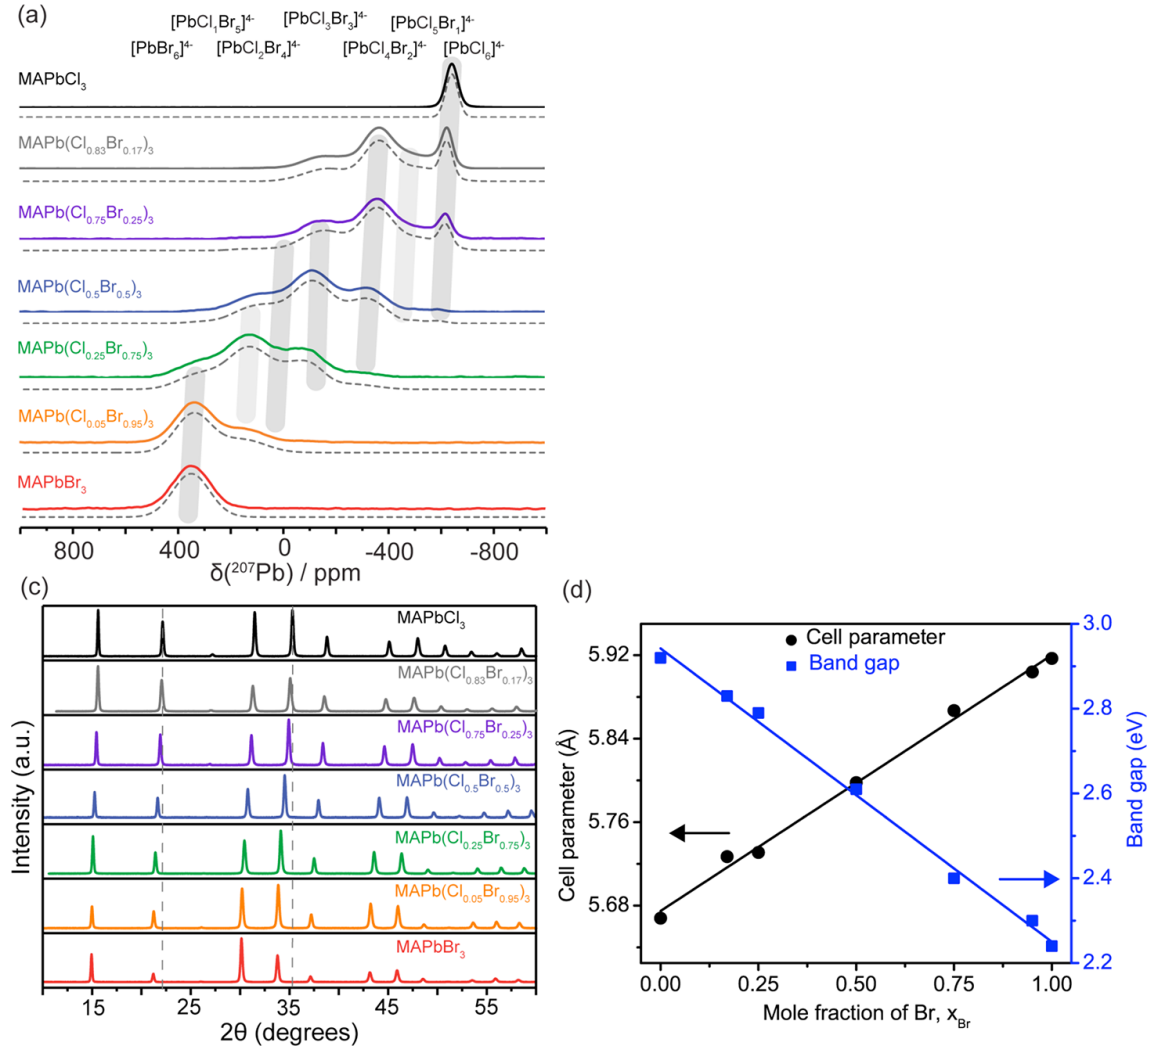 (a)
[PbCl₁Br₅]⁴⁻ [PbCl₃Br₃]⁴⁻ [PbCl₅Br₁]⁴⁻
[PbBr₆]⁴⁻ [PbCl₂Br₄]⁴⁻ [PbCl₄Br₂]⁴⁻ [PbCl₆]⁴⁻
MAPbCl₃
MAPb(Cl₀.₈₃Br₀.₁₇)₃
MAPb(Cl₀.₇₅Br₀.₂₅)₃
MAPb(Cl₀.₅Br₀.₅)₃
MAPb(Cl₀.₂₅Br₀.₇₅)₃
MAPb(Cl₀.₀₅Br₀.₉₅)₃
MAPbBr₃
800 400 0 -400 -800
δ(²⁰⁷Pb) / ppm
(c)
MAPbCl₃
MAPb(Cl₀.₈₃Br₀.₁₇)₃
MAPb(Cl₀.₇₅Br₀.₂₅)₃
MAPb(Cl₀.₅Br₀.₅)₃
MAPb(Cl₀.₂₅Br₀.₇₅)₃
MAPb(Cl₀.₀₅Br₀.₉₅)₃
MAPbBr₃
Intensity (a.u.)
15 25 35 45 55
2θ (degrees)
(d)
Cell parameter
Band gap
5.92
5.84
5.76
5.68
Cell parameter (Å)
3.0
2.8
2.6
2.4
2.2
Band gap (eV)
0.00 0.25 0.50 0.75 1.00
Mole fraction of Br, x_Br